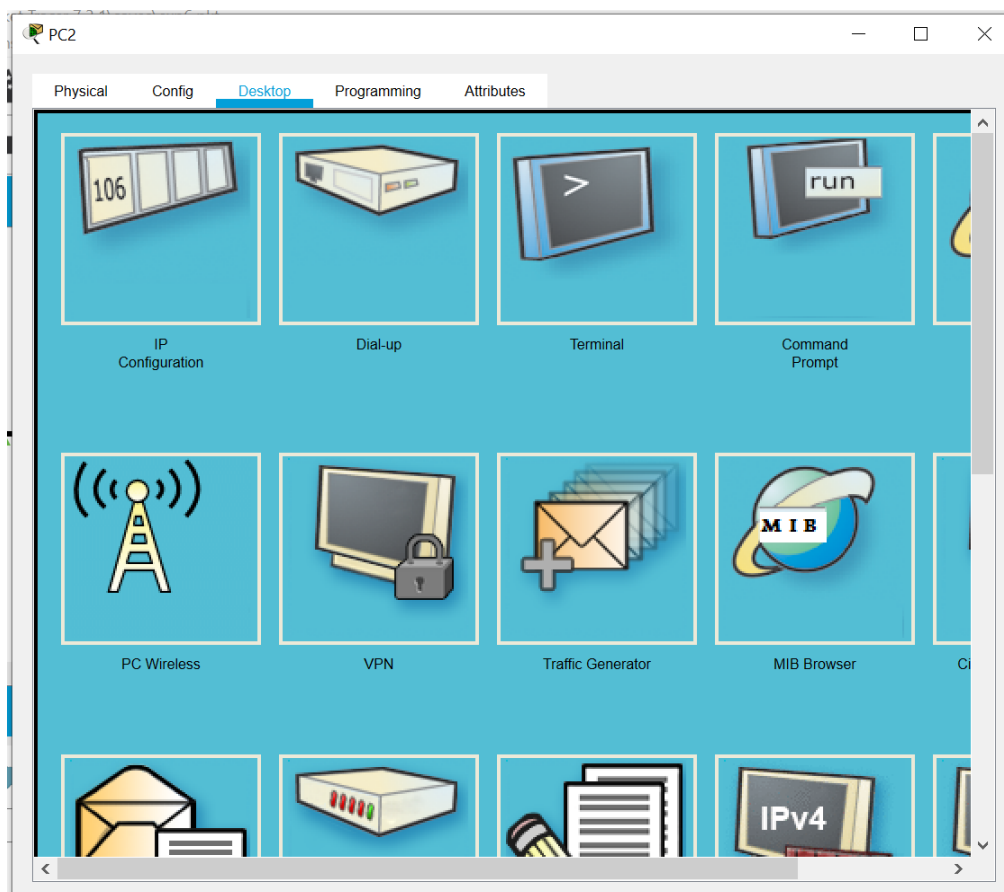 PC2
Physical Config Desktop Programming Attributes
106
>
run
IP
Configuration
Dial-up
Terminal
Command
Prompt
MIB
PC Wireless
VPN
Traffic Generator
MIB Browser
Ci
IPv4